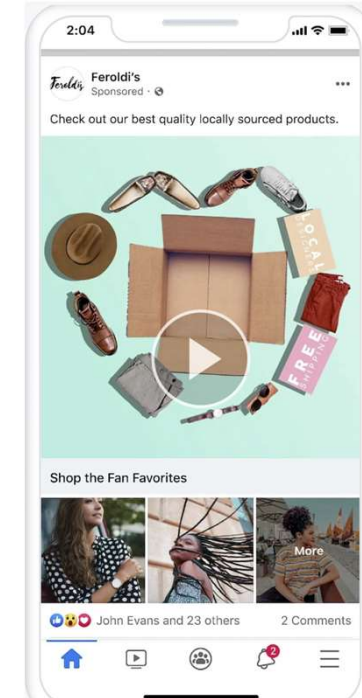 2:04
Feroldi's
Feroldi's
Sponsored ·
Check out our best quality locally sourced products.
LOCAL
DESIGNERS
FREE
SHIPPING
Shop the Fan Favorites
More
John Evans and 23 others
2 Comments
2